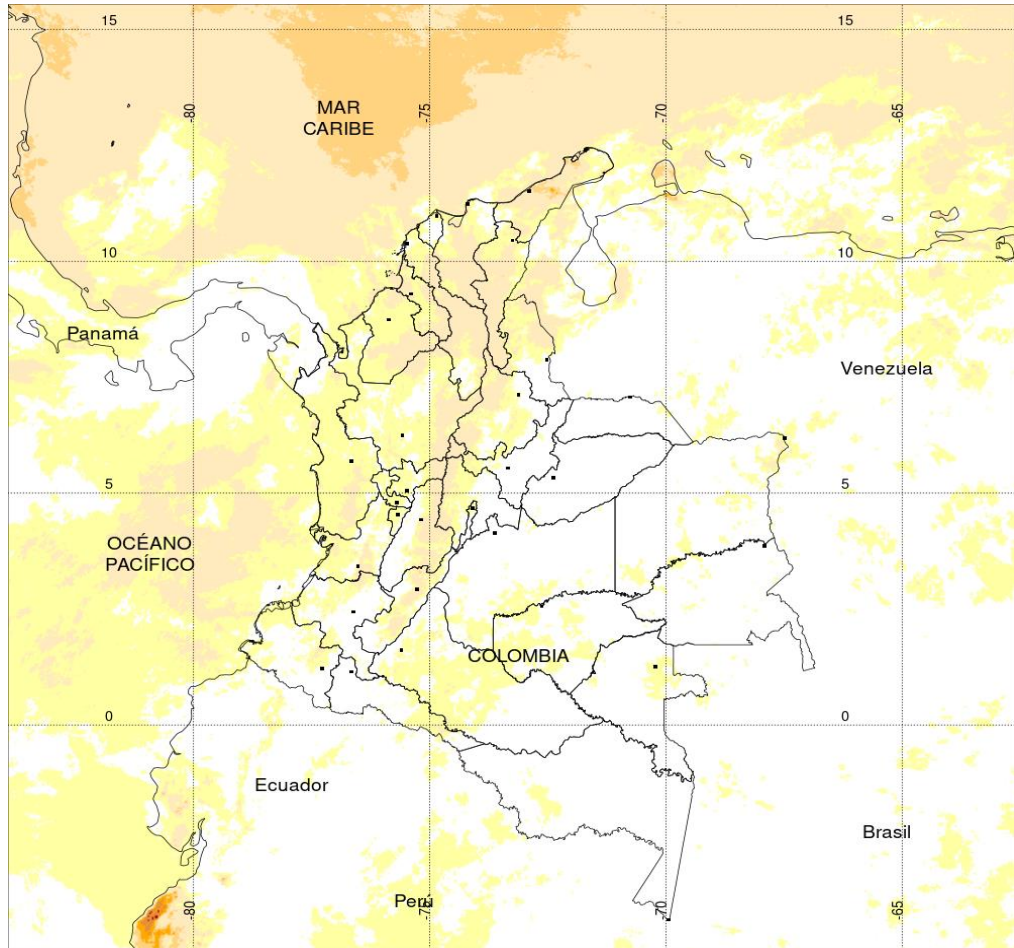 15
15
-80
-75
-70
-65
MAR
CARIBE
10
10
Panamá
Venezuela
5
5
OCÉANO
PACÍFICO
COLOMBIA
0
0
Ecuador
Brasil
Perú
-80
-75
-70
-65